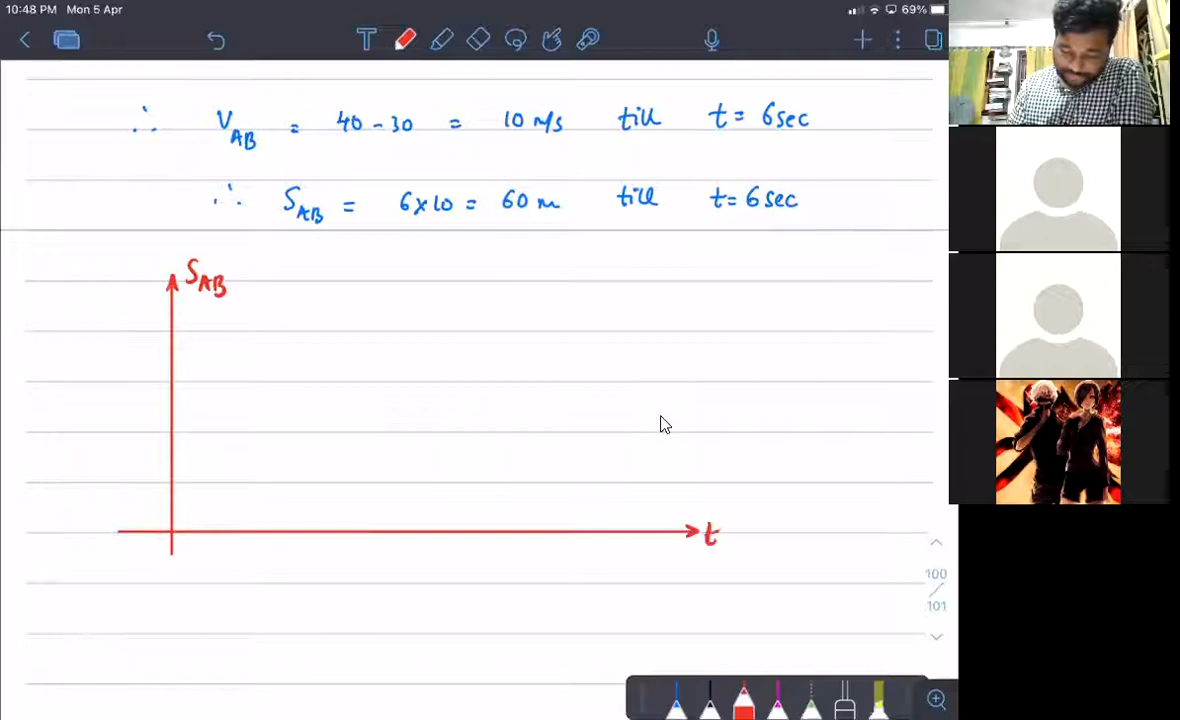 10:48 PM Mon 5 Apr
69%
∴ V_AB = 40 - 30 = 10 m/s till t = 6 sec
∴ S_AB = 6 × 10 = 60 m till t = 6 sec
S_AB
t
100
/
101